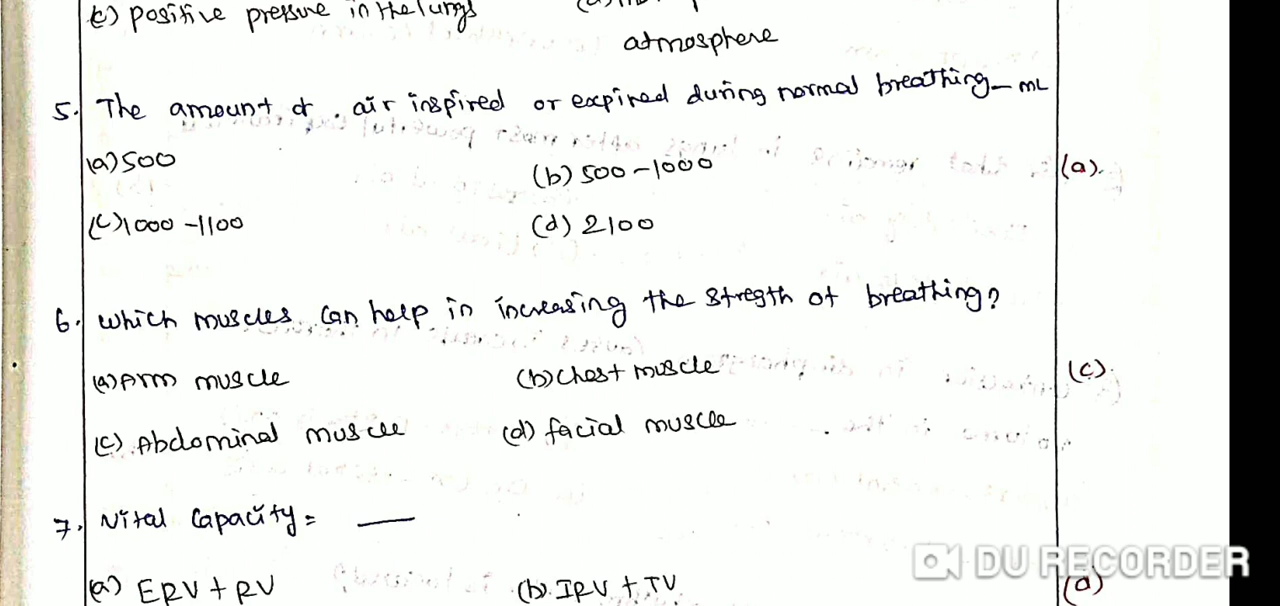 (c) positive pressure in the lungs
atmosphere
5. The amount of air inspired or expired during normal breathing_ mL
(a) 500 (b) 500-1000 (a).
(c) 1000-1100 (d) 2100
6. Which muscles can help in increasing the stregth of breathing?
(a) Arm muscle (b) chest muscle (c).
(c) Abdominal muscle (d) facial muscle
7. Vital Capacity = __
(a) ERV + RV (b) IRV + TV (d)
DU RECORDER